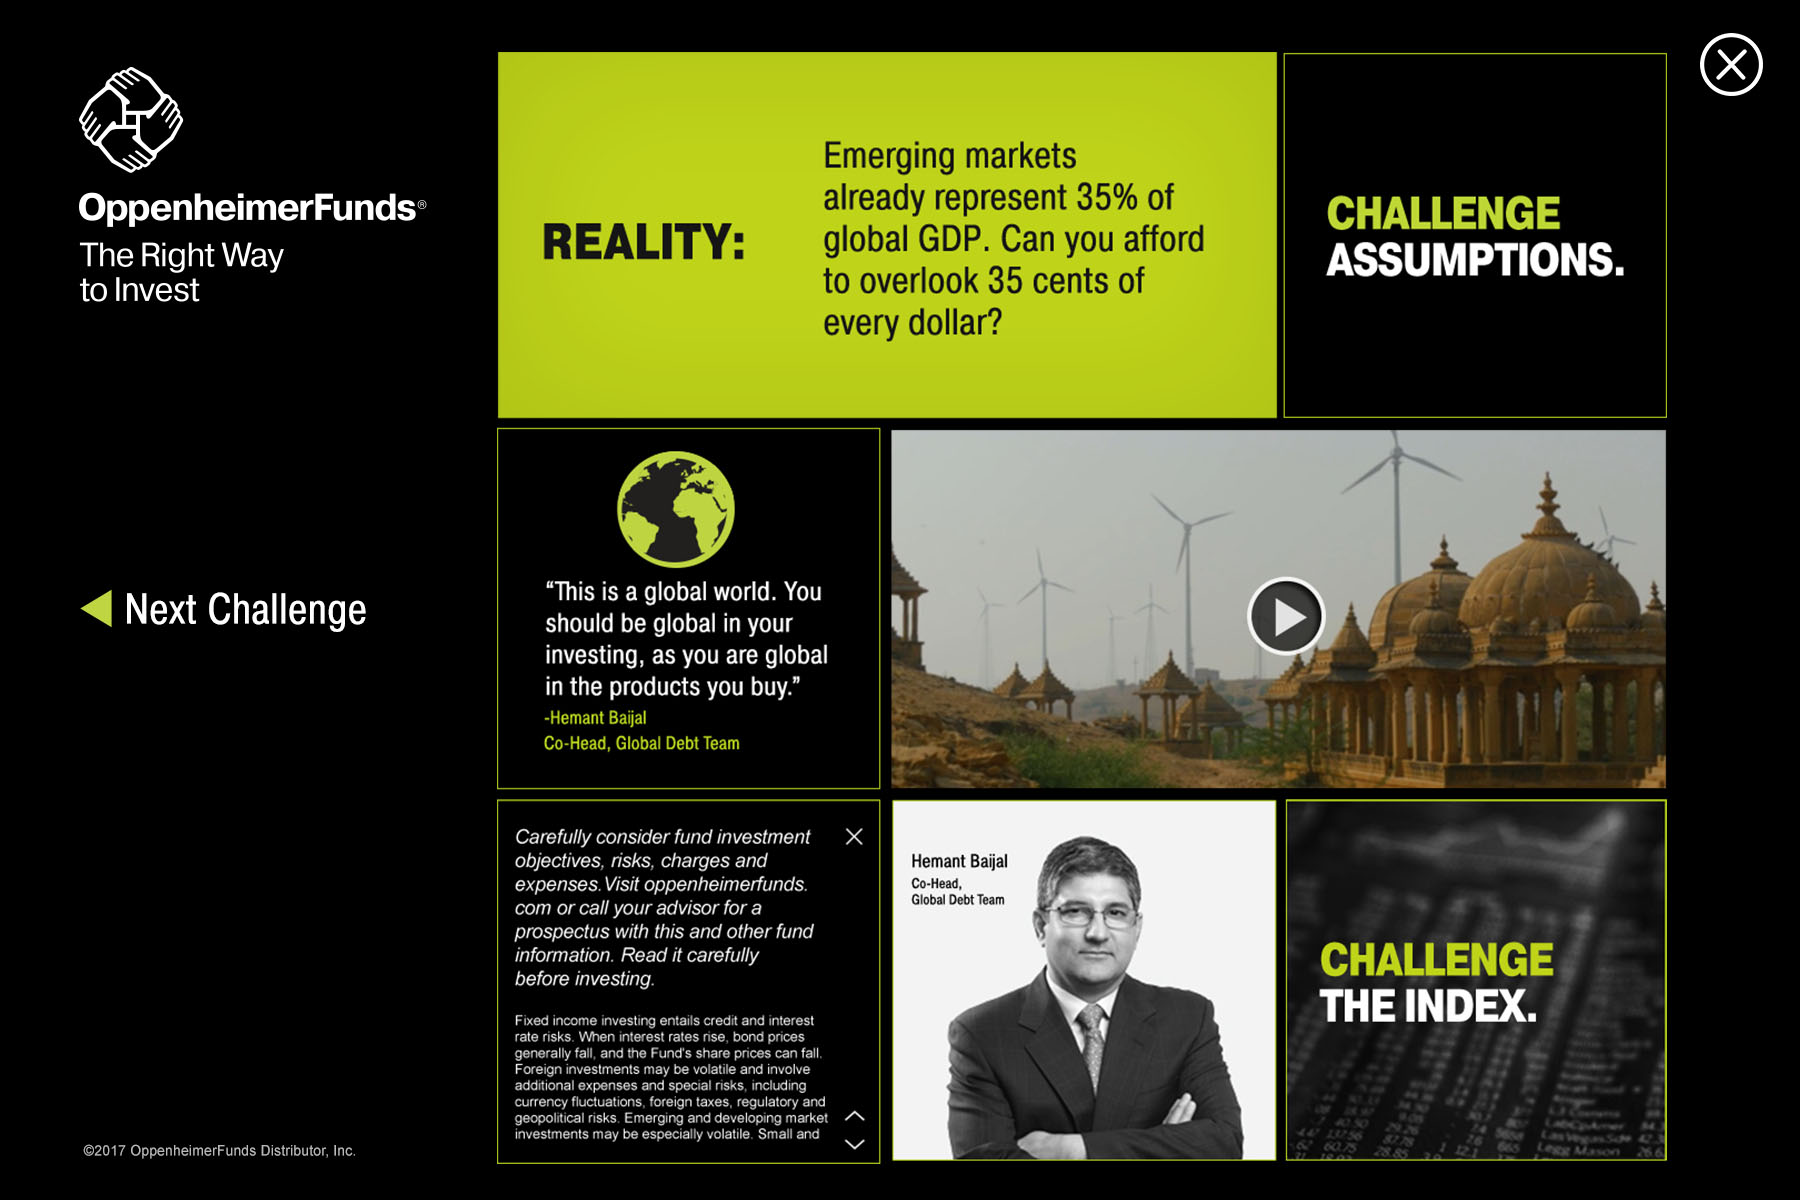 OppenheimerFunds®
The Right Way
to Invest
REALITY:
Emerging markets
already represent 35% of
global GDP. Can you afford
to overlook 35 cents of
every dollar?
CHALLENGE
ASSUMPTIONS.
Next Challenge
“This is a global world. You
should be global in your
investing, as you are global
in the products you buy.”
-Hemant Baijal
Co-Head, Global Debt Team
Carefully consider fund investment
objectives, risks, charges and
expenses. Visit oppenheimerfunds.
com or call your advisor for a
prospectus with this and other fund
information. Read it carefully
before investing.
Fixed income investing entails credit and interest
rate risks. When interest rates rise, bond prices
generally fall, and the Fund's share prices can fall.
Foreign investments may be volatile and involve
additional expenses and special risks, including
currency fluctuations, foreign taxes, regulatory and
geopolitical risks. Emerging and developing market
investments may be especially volatile. Small and
Hemant Baijal
Co-Head,
Global Debt Team
CHALLENGE
THE INDEX.
©2017 OppenheimerFunds Distributor, Inc.